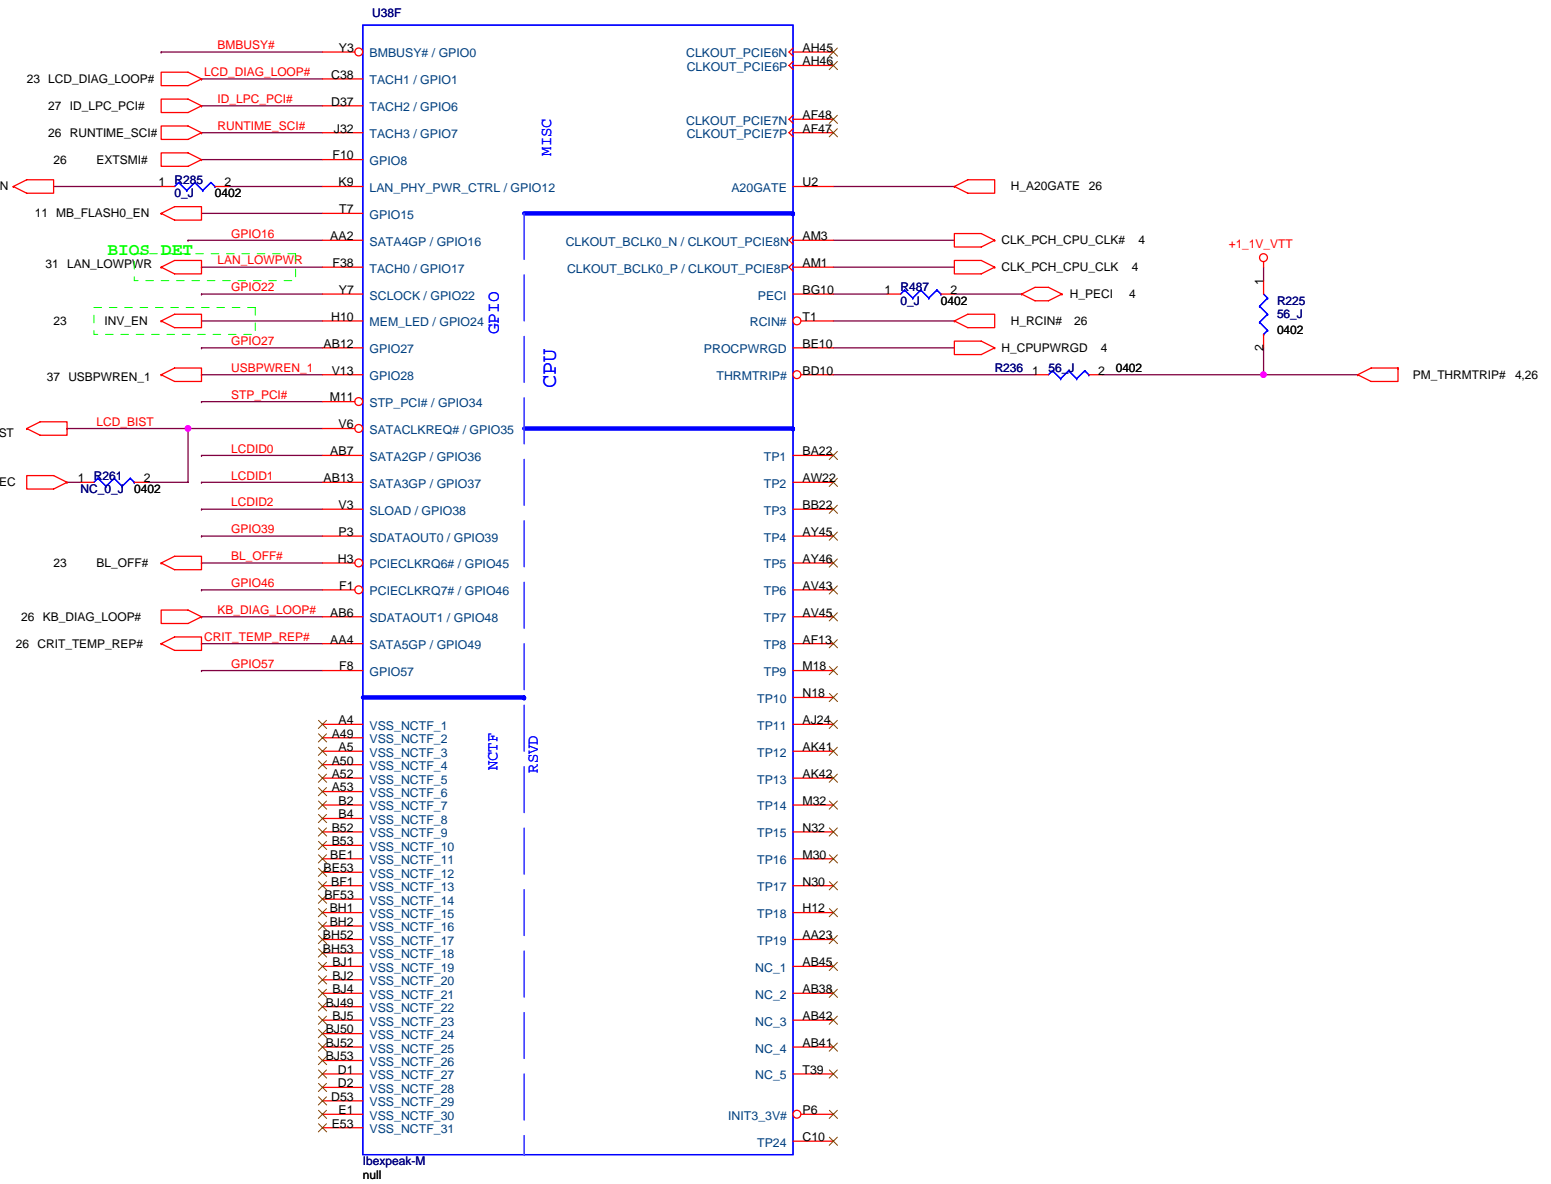 U38F
BMBUSY# Y3 BMBUSY# / GPIO0 CLKOUT_PCIE6N AH45
CLKOUT_PCIE6P AH46
23 LCD_DIAG_LOOP# LCD_DIAG_LOOP# C38 TACH1 / GPIO1
27 ID_LPC_PCI# ID_LPC_PCI# D37 TACH2 / GPIO6
CLKOUT_PCIE7N AF48
26 RUNTIME_SCI# RUNTIME_SCI# J32 TACH3 / GPIO7 CLKOUT_PCIE7P AF47
MISC
26 EXTSMI# F10 GPIO8
N 1 R285 2 K9 LAN_PHY_PWR_CTRL / GPIO12 A20GATE U2 H_A20GATE 26
0_J 0402
11 MB_FLASH0_EN T7 GPIO15
GPIO16 AA2 SATA4GP / GPIO16 CLKOUT_BCLK0_N / CLKOUT_PCIE8N AM3 CLK_PCH_CPU_CLK# 4
+1_1V_VTT
BIOS_DET
31 LAN_LOWPWR LAN_LOWPWR F38 TACH0 / GPIO17 CLKOUT_BCLK0_P / CLKOUT_PCIE8P AM1 CLK_PCH_CPU_CLK 4
GPIO22 Y7 SCLOCK / GPIO22 PECI BG10 1 R487 2 H_PECI 4
0_J 0402
1 R225
56_J
0402
2
GPIO
23 INV_EN H10 MEM_LED / GPIO24 RCIN# T1 H_RCIN# 26
GPIO27 AB12 GPIO27 PROCPWRGD BE10 H_CPUPWRGD 4
CPU
37 USBPWREN_1 USBPWREN_1 V13 GPIO28 THRMTRIP# BD10 R236 1 56_J 2 0402 PM_THRMTRIP# 4,26
STP_PCI# M11 STP_PCI# / GPIO34
ST LCD_BIST V6 SATACLKREQ# / GPIO35
LCDID0 AB7 SATA2GP / GPIO36 TP1 BA22
EC 1 R261 2
NC_0_J 0402
LCDID1 AB13 SATA3GP / GPIO37 TP2 AW22
LCDID2 V3 SLOAD / GPIO38 TP3 BB22
GPIO39 P3 SDATAOUT0 / GPIO39 TP4 AY45
23 BL_OFF# BL_OFF# H3 PCIECLKRQ6# / GPIO45 TP5 AY46
GPIO46 F1 PCIECLKRQ7# / GPIO46 TP6 AV43
26 KB_DIAG_LOOP# KB_DIAG_LOOP# AB6 SDATAOUT1 / GPIO48 TP7 AV45
26 CRIT_TEMP_REP# CRIT_TEMP_REP# AA4 SATA5GP / GPIO49 TP8 AF13
GPIO57 F8 GPIO57 TP9 M18
TP10 N18
A4 VSS_NCTF_1 TP11 AJ24
A49 VSS_NCTF_2
A5 VSS_NCTF_3 TP12 AK41
NCTF
RSVD
A50 VSS_NCTF_4
A52 VSS_NCTF_5 TP13 AK42
A53 VSS_NCTF_6
B2 VSS_NCTF_7 TP14 M32
B4 VSS_NCTF_8
B52 VSS_NCTF_9 TP15 N32
B53 VSS_NCTF_10
BE1 VSS_NCTF_11 TP16 M30
BE53 VSS_NCTF_12
BF1 VSS_NCTF_13 TP17 N30
BF53 VSS_NCTF_14
BH1 VSS_NCTF_15 TP18 H12
BH2 VSS_NCTF_16
BH52 VSS_NCTF_17 TP19 AA23
BH53 VSS_NCTF_18
BJ1 VSS_NCTF_19 NC_1 AB45
BJ2 VSS_NCTF_20
BJ4 VSS_NCTF_21 NC_2 AB38
BJ49 VSS_NCTF_22
BJ5 VSS_NCTF_23 NC_3 AB42
BJ50 VSS_NCTF_24
BJ52 VSS_NCTF_25 NC_4 AB41
BJ53 VSS_NCTF_26
D1 VSS_NCTF_27 NC_5 T39
D2 VSS_NCTF_28
D53 VSS_NCTF_29
E1 VSS_NCTF_30 INIT3_3V# P6
E53 VSS_NCTF_31
TP24 C10
Ibexpeak-M
null